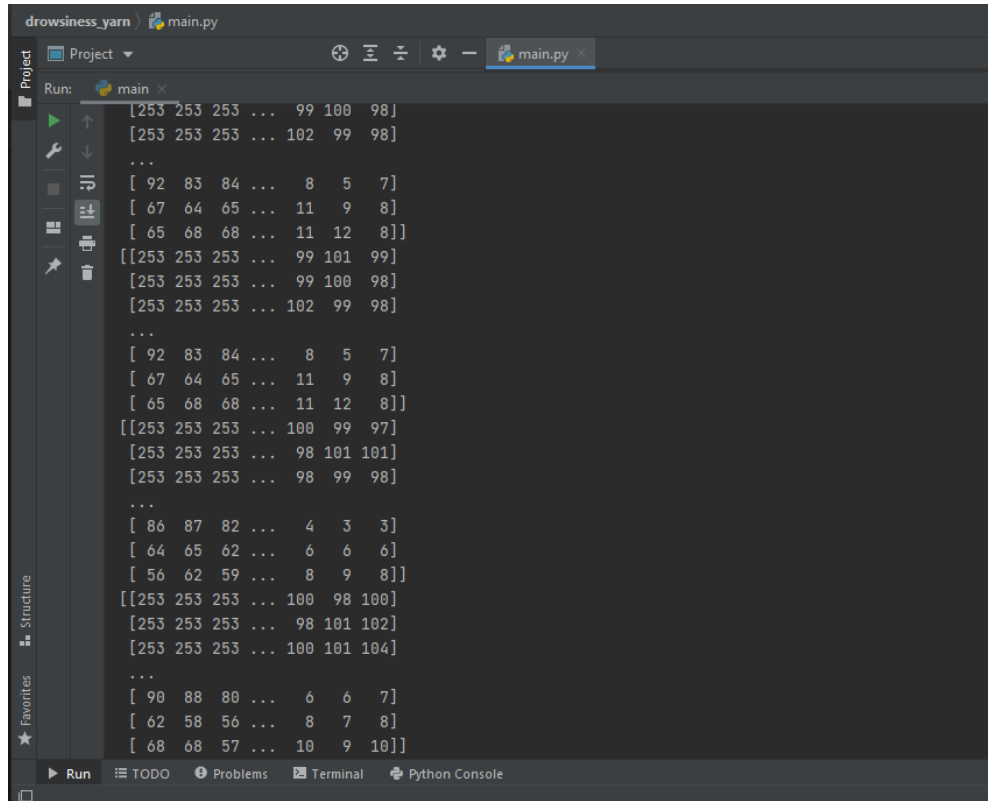 drowsiness_yarn main.py
Project main.py
Run: main
[253 253 253 ... 99 100 98]
[253 253 253 ... 102 99 98]
...
[ 92 83 84 ... 8 5 7]
[ 67 64 65 ... 11 9 8]
[ 65 68 68 ... 11 12 8]]
[[253 253 253 ... 99 101 99]
[253 253 253 ... 99 100 98]
[253 253 253 ... 102 99 98]
...
[ 92 83 84 ... 8 5 7]
[ 67 64 65 ... 11 9 8]
[ 65 68 68 ... 11 12 8]]
[[253 253 253 ... 100 99 97]
[253 253 253 ... 98 101 101]
[253 253 253 ... 98 99 98]
...
[ 86 87 82 ... 4 3 3]
[ 64 65 62 ... 6 6 6]
[ 56 62 59 ... 8 9 8]]
[[253 253 253 ... 100 98 100]
[253 253 253 ... 98 101 102]
[253 253 253 ... 100 101 104]
...
[ 90 88 80 ... 6 6 7]
[ 62 58 56 ... 8 7 8]
[ 68 68 57 ... 10 9 10]]
Project
Structure
Favorites
Run TODO Problems Terminal Python Console